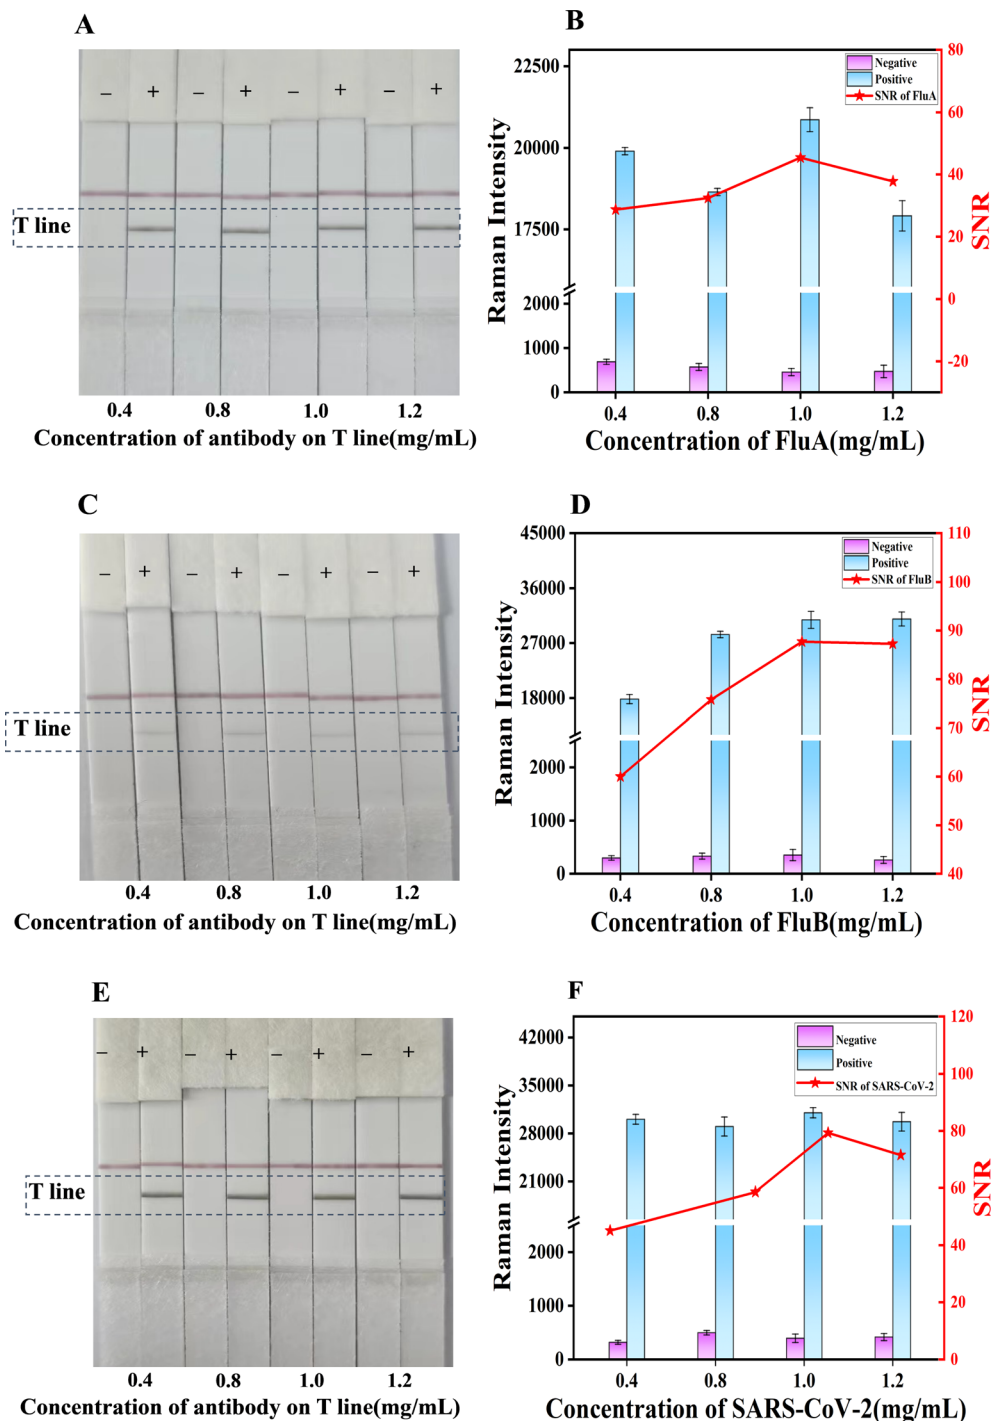 A
− + − + − + − +
T line
0.4 0.8 1.0 1.2
Concentration of antibody on T line(mg/mL)
B
22500
20000
17500
2000
1000
0
Raman Intensity
Negative
Positive
SNR of FluA
80
60
40
20
0
-20
SNR
0.4 0.8 1.0 1.2
Concentration of FluA(mg/mL)
C
− + − + − + − +
T line
0.4 0.8 1.0 1.2
Concentration of antibody on T line(mg/mL)
D
45000
36000
27000
18000
2000
1000
0
Raman Intensity
Negative
Positive
SNR of FluB
110
100
90
80
70
60
50
40
SNR
0.4 0.8 1.0 1.2
Concentration of FluB(mg/mL)
E
− + − + − + − +
T line
0.4 0.8 1.0 1.2
Concentration of antibody on T line(mg/mL)
F
42000
35000
28000
21000
2000
1000
0
Raman Intensity
Negative
Positive
SNR of SARS-CoV-2
120
100
80
60
40
20
0
SNR
0.4 0.8 1.0 1.2
Concentration of SARS-CoV-2(mg/mL)